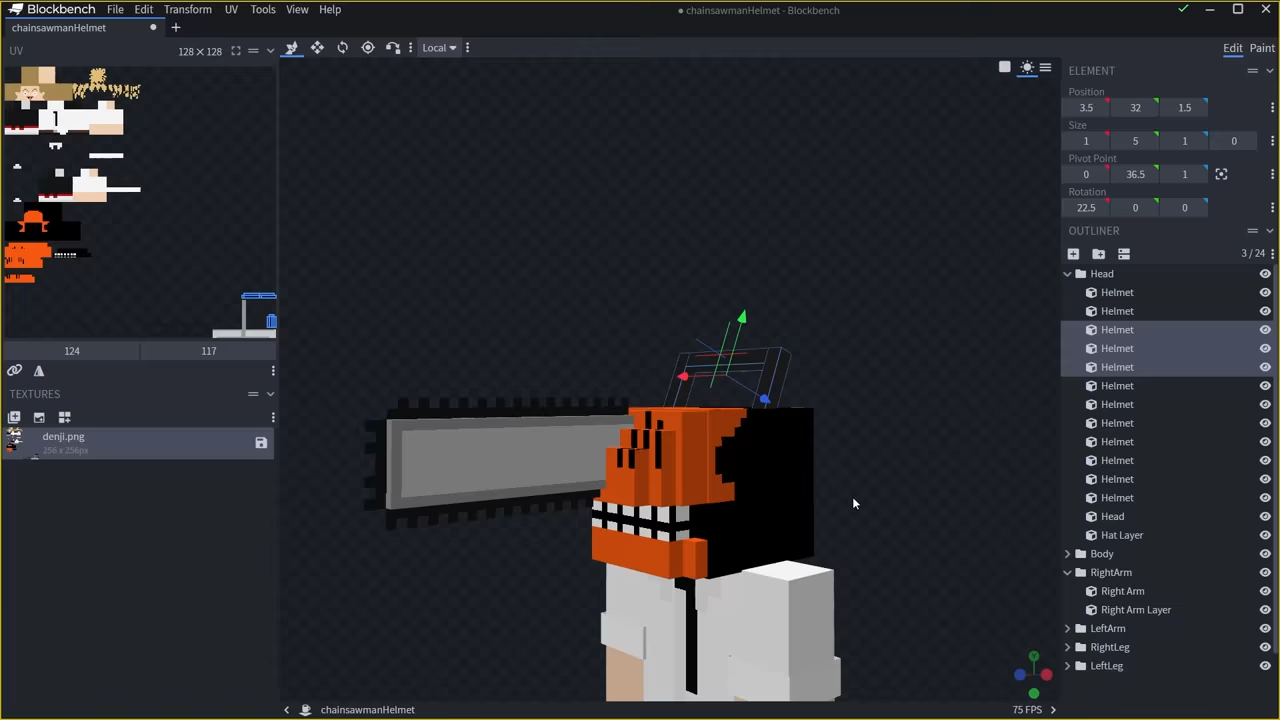 Blockbench File Edit Transform UV Tools View Help
● chainsawmanHelmet - Blockbench
chainsawmanHelmet
UV 128 × 128
Local
Edit Paint
ELEMENT
Position
3.5 32 1.5
Size
1 5 1 0
Pivot Point
0 36.5 1
Rotation
22.5 0 0
OUTLINER
3 / 24
Head
Helmet
Helmet
Helmet
Helmet
Helmet
Helmet
Helmet
Helmet
Helmet
Helmet
Helmet
Helmet
Head
Hat Layer
Body
RightArm
Right Arm
Right Arm Layer
LeftArm
RightLeg
LeftLeg
124 117
TEXTURES
denji.png
256 x 256px
1
Y
chainsawmanHelmet
75 FPS